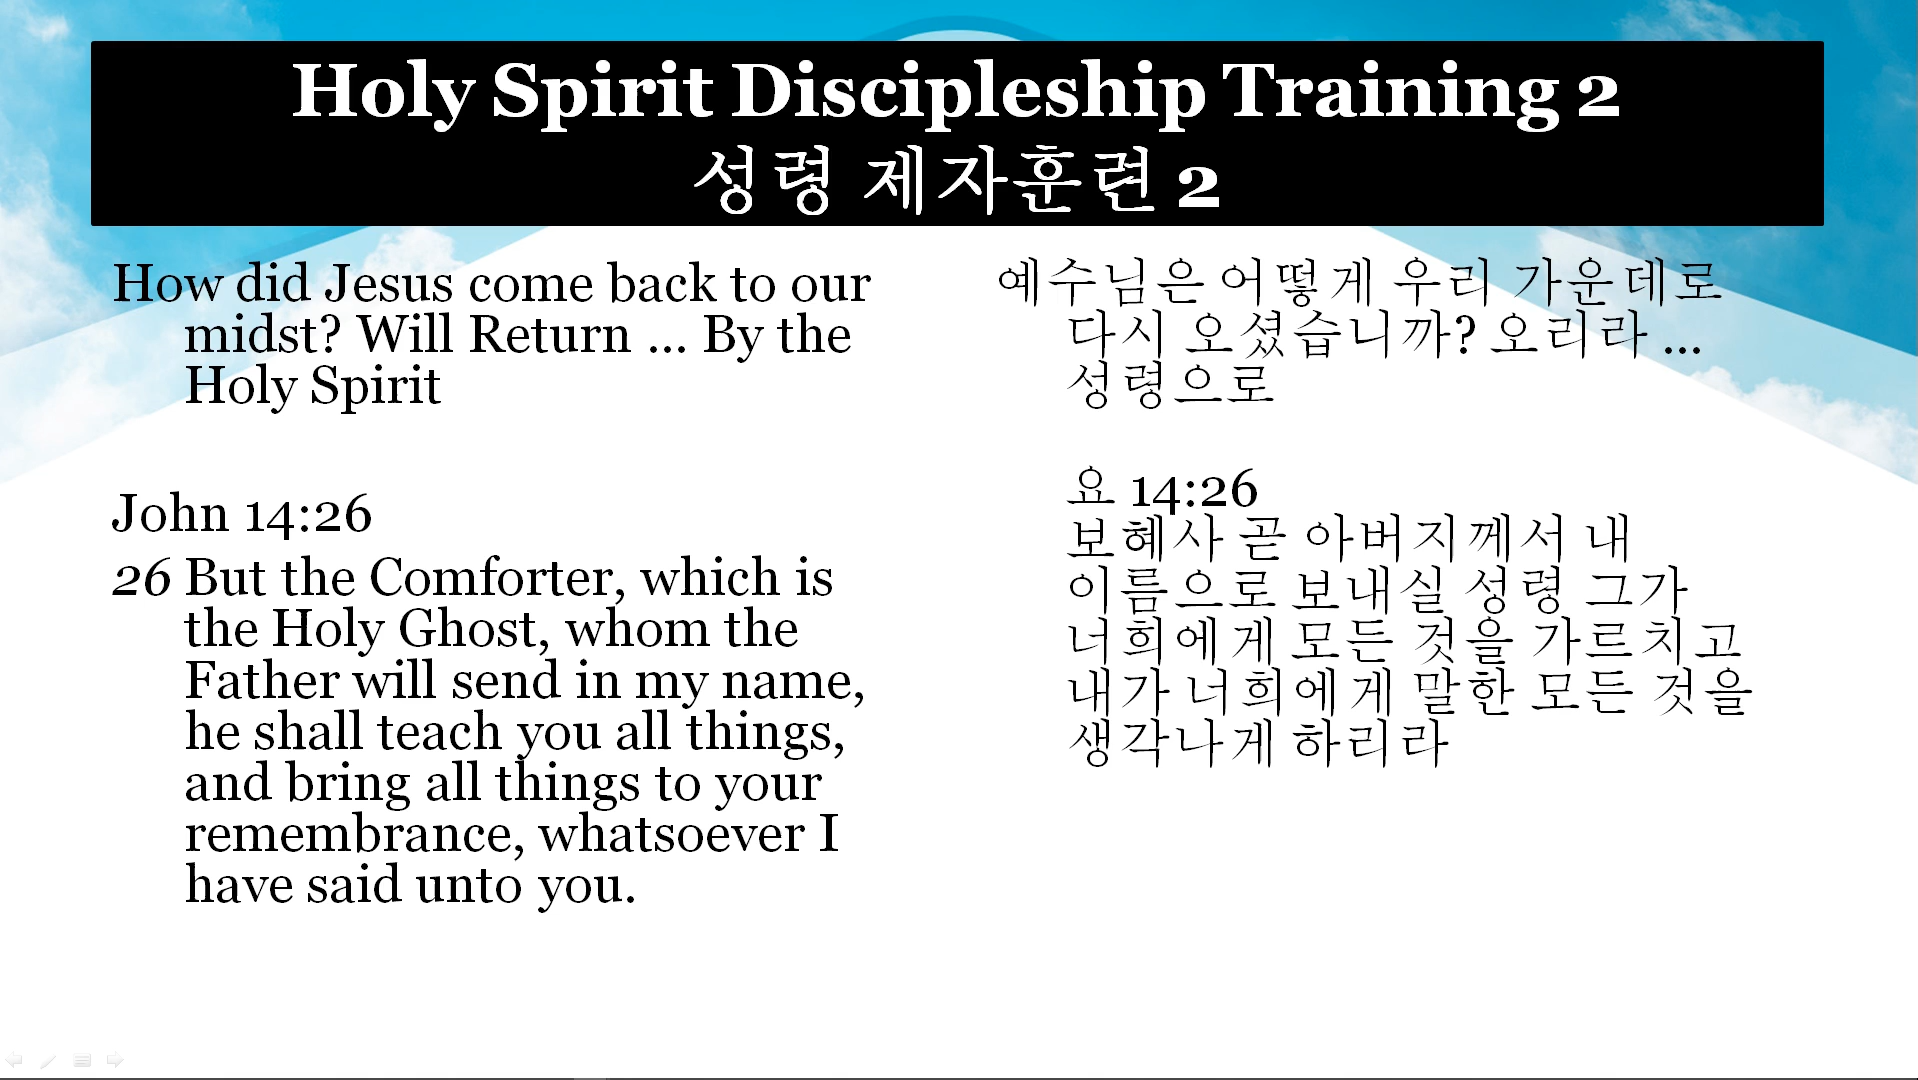 Holy Spirit Discipleship Training 2
성령 제자훈련 2
How did Jesus come back to our
midst? Will Return ... By the
Holy Spirit
John 14:26
26 But the Comforter, which is
the Holy Ghost, whom the
Father will send in my name,
he shall teach you all things,
and bring all things to your
remembrance, whatsoever I
have said unto you.
예수님은 어떻게 우리 가운데로
다시 오셨습니까? 오리라 ...
성령으로
요 14:26
보혜사 곧 아버지께서 내
이름으로 보내실 성령 그가
너희에게 모든 것을 가르치고
내가 너희에게 말한 모든 것을
생각나게 하리라